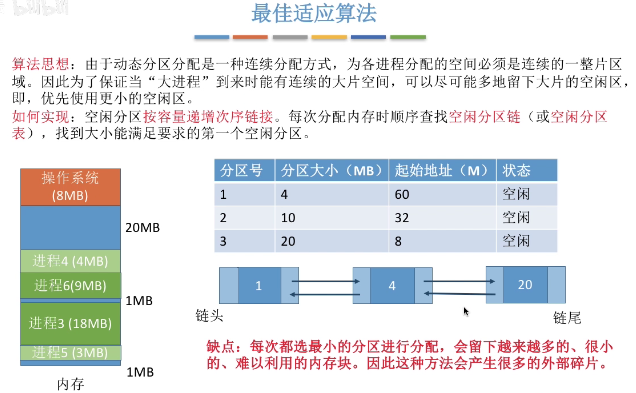 bilibili
最佳适应算法
算法思想：由于动态分区分配是一种连续分配方式，为各进程分配的空间必须是连续的一整片区
域。因此为了保证当“大进程”到来时能有连续的大片空间，可以尽可能多地留下大片的空闲区，
即，优先使用更小的空闲区。
如何实现：空闲分区按容量递增次序链接。每次分配内存时顺序查找空闲分区链（或空闲分区
表），找到大小能满足要求的第一个空闲分区。
操作系统
(8MB)
20MB
进程4 (4MB)
进程6(9MB)
1MB
进程3 (18MB)
进程5 (3MB)
1MB
内存
分区号 分区大小（MB） 起始地址（M） 状态
1 4 60 空闲
2 10 32 空闲
3 20 8 空闲
1 4 20
链头 链尾
缺点：每次都选最小的分区进行分配，会留下越来越多的、很小
的、难以利用的内存块。因此这种方法会产生很多的外部碎片。